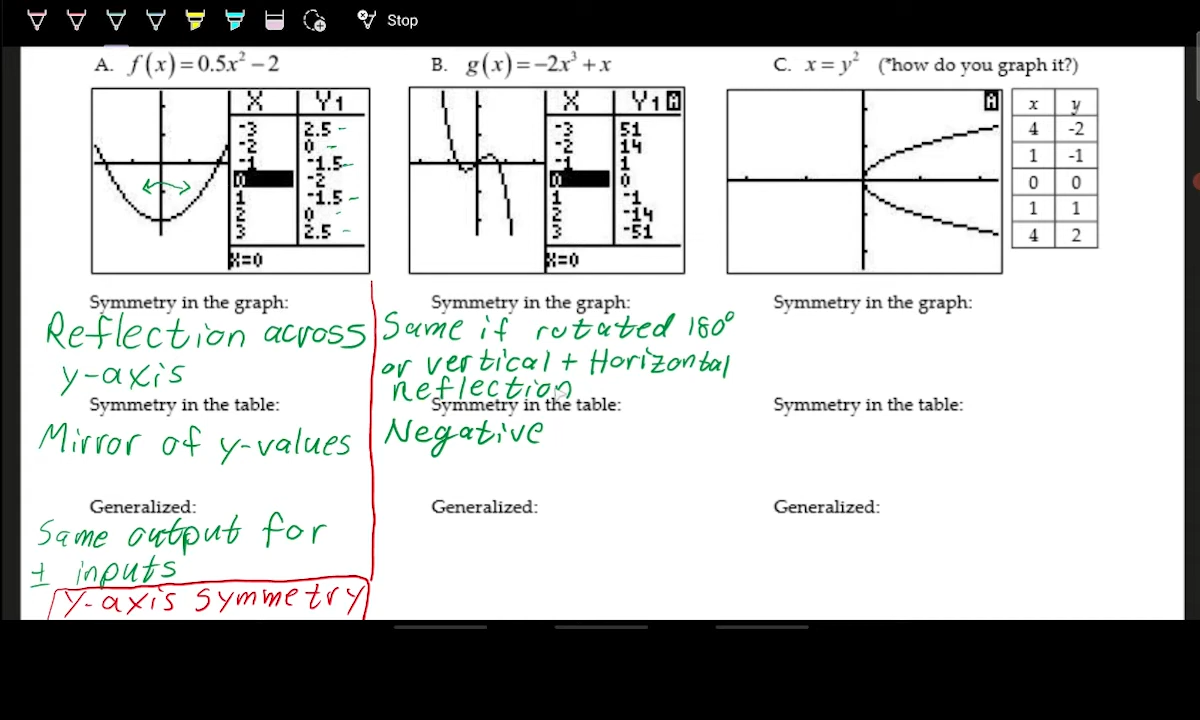 Stop
A. f(x)=0.5x² −2
B. g(x)=−2x³ +x
C. x=y² (*how do you graph it?)
X Y1
-3 2.5
-2 0
-1 -1.5
0 -2
1 -1.5
2 0
3 2.5
X=0
X Y1
-3 51
-2 14
-1 1
0 0
1 -1
2 -14
3 -51
X=0
x y
4 -2
1 -1
0 0
1 1
4 2
Symmetry in the graph:
Reflection across
y-axis
Symmetry in the table:
Mirror of y-values
Generalized:
Same output for
± inputs
y-axis symmetry
Symmetry in the graph:
Same if rotated 180°
or vertical + Horizontal
reflection
Symmetry in the table:
Negative
Generalized:
Symmetry in the graph:
Symmetry in the table:
Generalized: